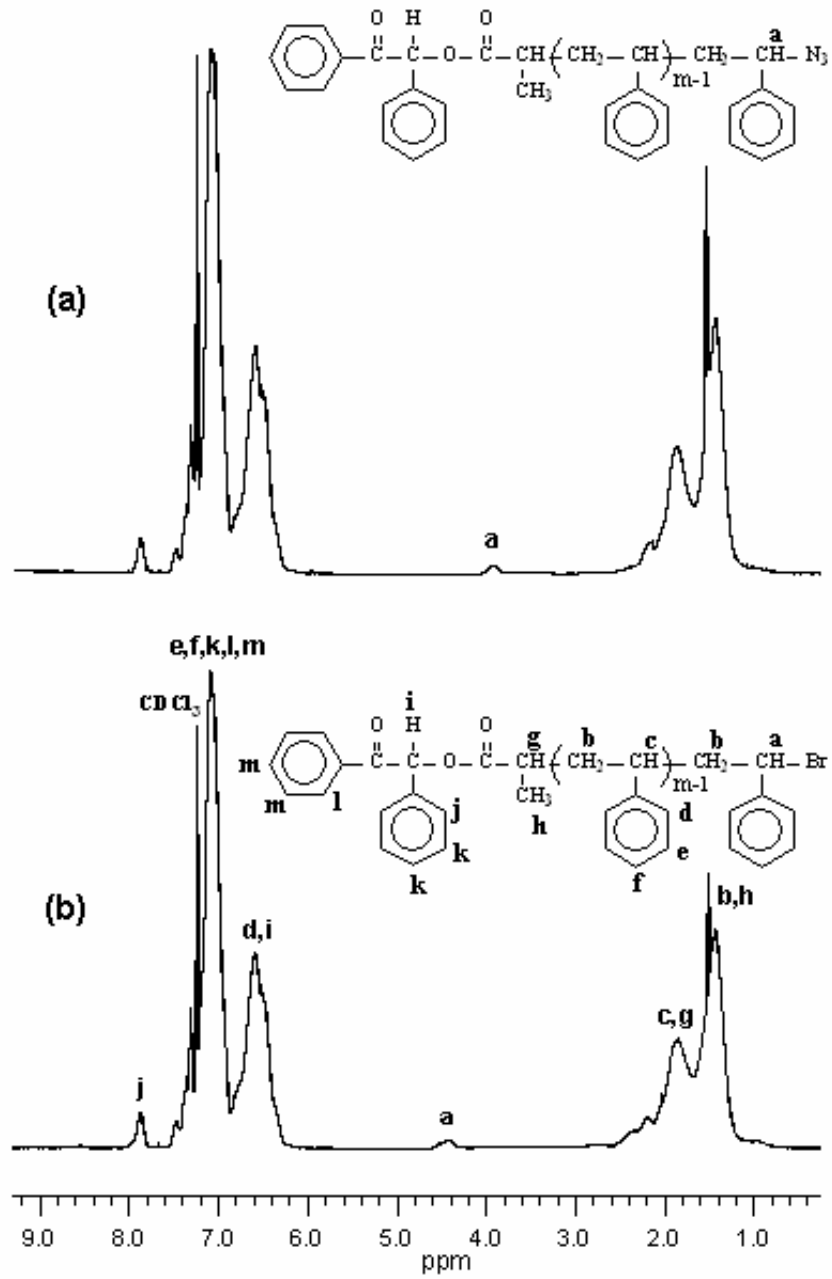 O H O a
C – C – O – C – CH – ( CH₂ – CH – )m-1 CH₂ – CH – N₃
CH₃
(a)
a
e,f,k,l,m
CDCl₃
i
O H O g b c b a
m C – C – O – C – CH – ( CH₂ – CH – )m-1 CH₂ – CH – Br
m l CH₃
j h d
k e
k f
(b)
d,i
b,h
c,g
j
a
9.0 8.0 7.0 6.0 5.0 4.0 3.0 2.0 1.0
ppm